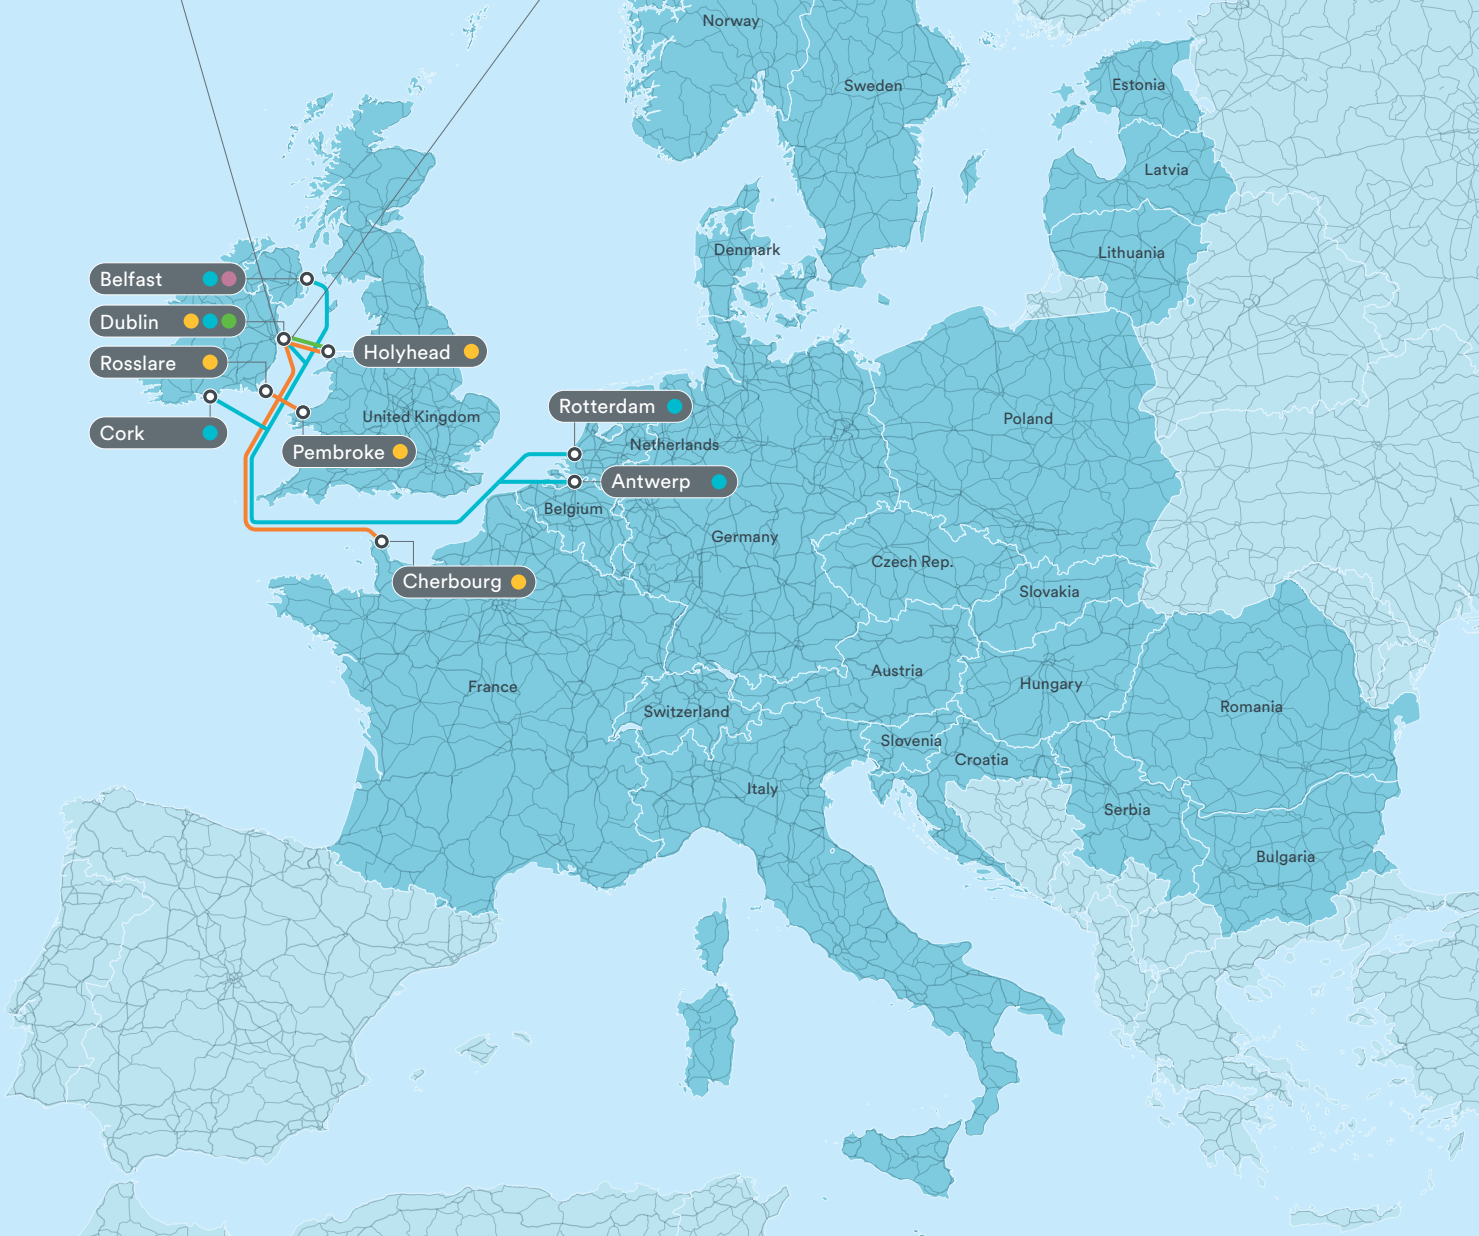 Norway
Sweden
Estonia
Latvia
Denmark
Lithuania
Belfast
Dublin
Holyhead
Rosslare
Rotterdam
United Kingdom
Poland
Cork
Netherlands
Pembroke
Antwerp
Belgium
Germany
Czech Rep.
Cherbourg
Slovakia
Austria
France
Hungary
Switzerland
Romania
Slovenia
Croatia
Italy
Serbia
Bulgaria